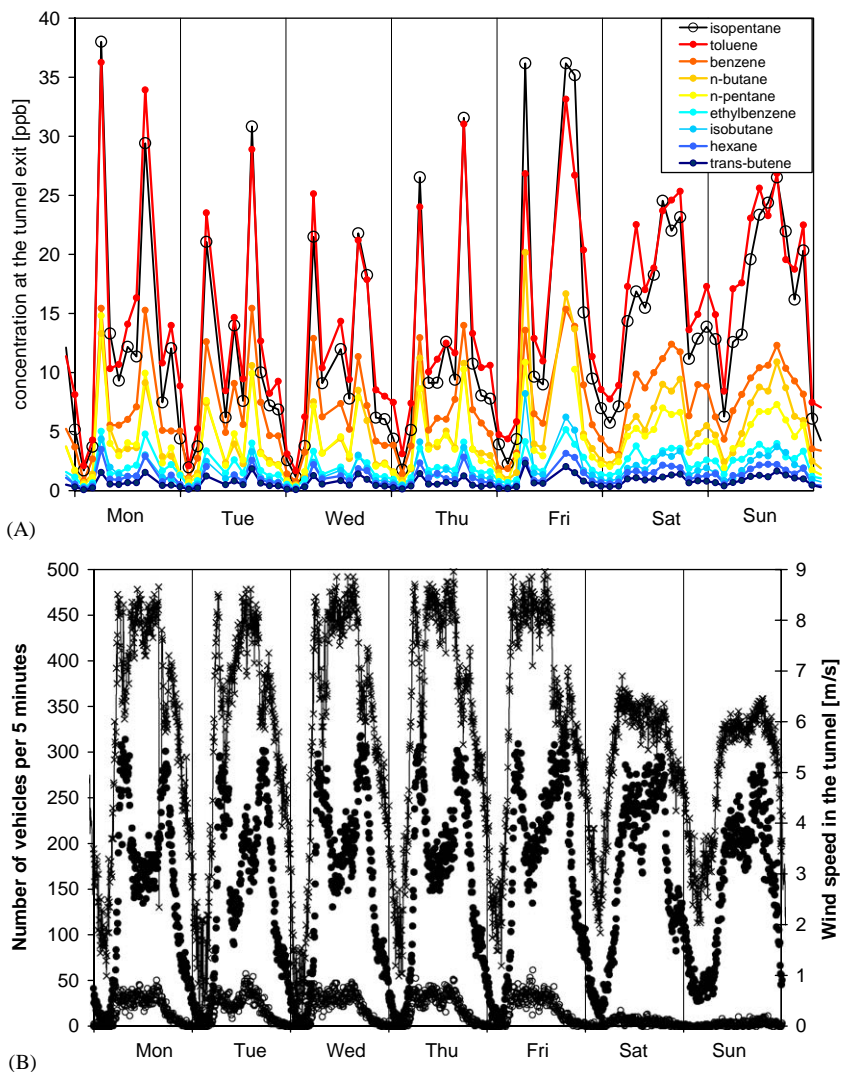 40
35
30
25
20
15
10
5
0
concentration at the tunnel exit [ppb]
isopentane
toluene
benzene
n-butane
n-pentane
ethylbenzene
isobutane
hexane
trans-butene
Mon Tue Wed Thu Fri Sat Sun
(A)
500
450
400
350
300
250
200
150
100
50
0
Number of vehicles per 5 minutes
9
8
7
6
5
4
3
2
1
0
Wind speed in the tunnel [m/s]
Mon Tue Wed Thu Fri Sat Sun
(B)